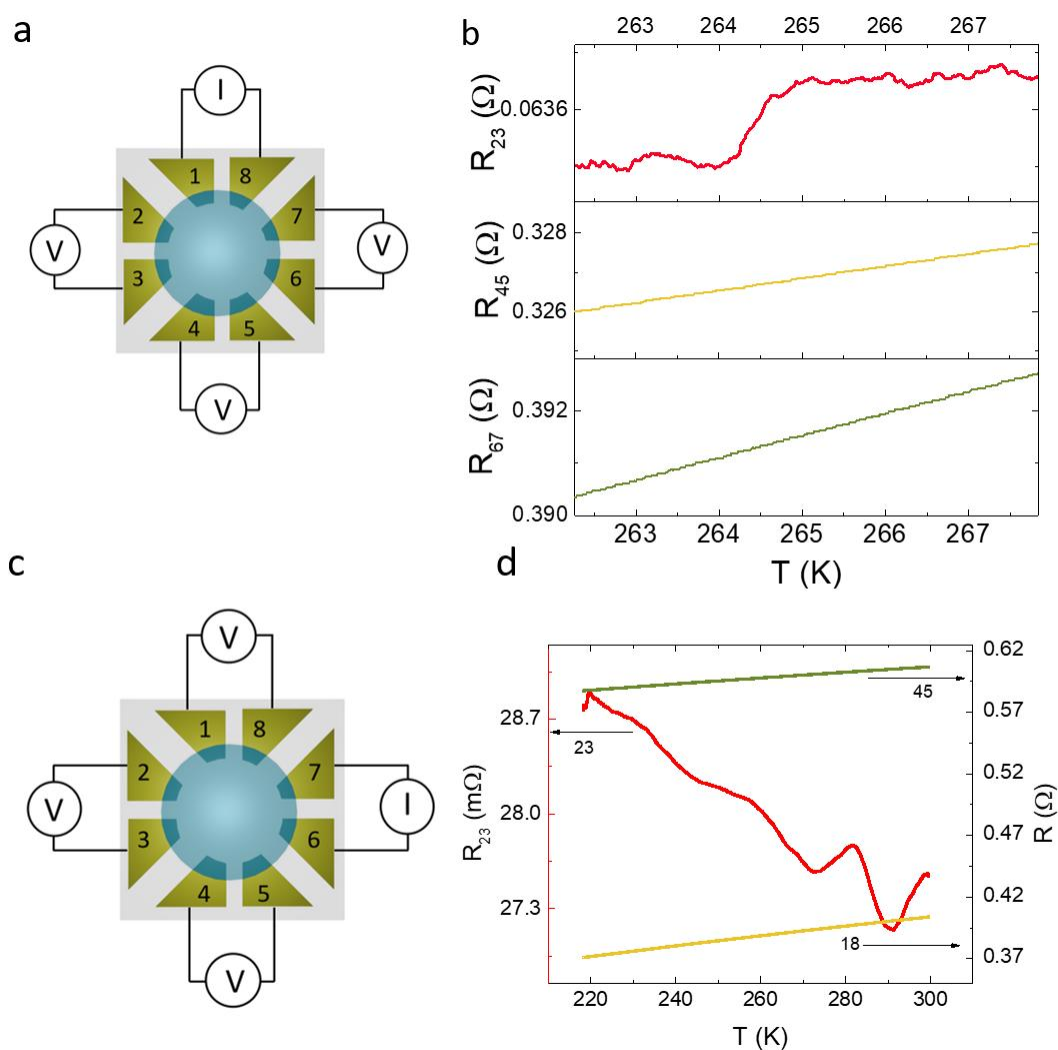 a
I
1 8
2 7
V V
3 6
4 5
V
b
263 264 265 266 267
R23 (Ω)
0.0636
R45 (Ω)
0.328
0.326
R67 (Ω)
0.392
0.390
263 264 265 266 267
T (K)
c
V
1 8
2 7
V I
3 6
4 5
V
d
R23 (mΩ)
28.7
28.0
27.3
23
45
18
0.62
0.57
0.52
0.47
0.42
0.37
R (Ω)
220 240 260 280 300
T (K)